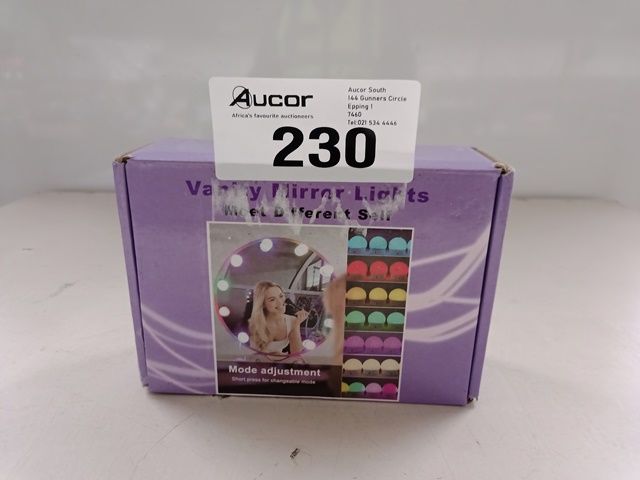 Aucor
Africa's favourite auctioneers
Aucor South
144 Gunners Circle
Epping 1
7460
Tel:021 534 4446
230
Vanity Mirror Lights
Meet Different Self
Mode adjustment
Short press for changeable mode